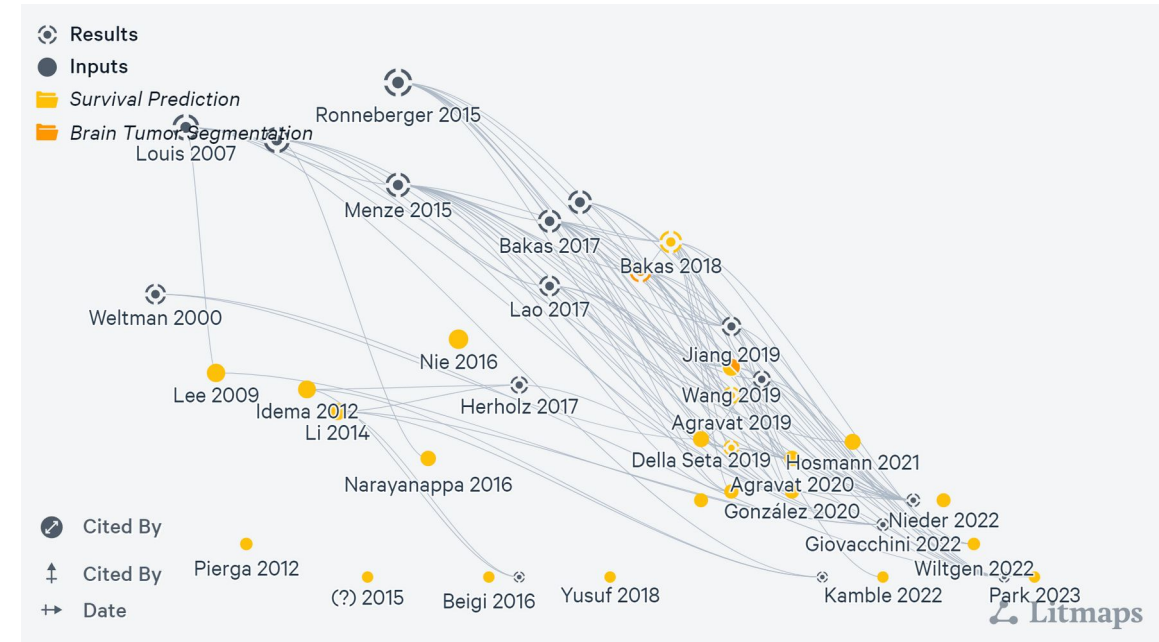 Results
Inputs
Survival Prediction
Brain Tumor Segmentation
Ronneberger 2015
Louis 2007
Menze 2015
Bakas 2017
Bakas 2018
Weltman 2000
Lao 2017
Nie 2016
Jiang 2019
Lee 2009
Wang 2019
Idema 2012
Herholz 2017
Agravat 2019
Li 2014
Della Seta 2019
Hosmann 2021
Narayanappa 2016
Agravat 2020
González 2020
Nieder 2022
Cited By
Giovacchini 2022
Pierga 2012
Wiltgen 2022
Cited By
(?) 2015
Beigi 2016
Yusuf 2018
Kamble 2022
Park 2023
Date
Litmaps